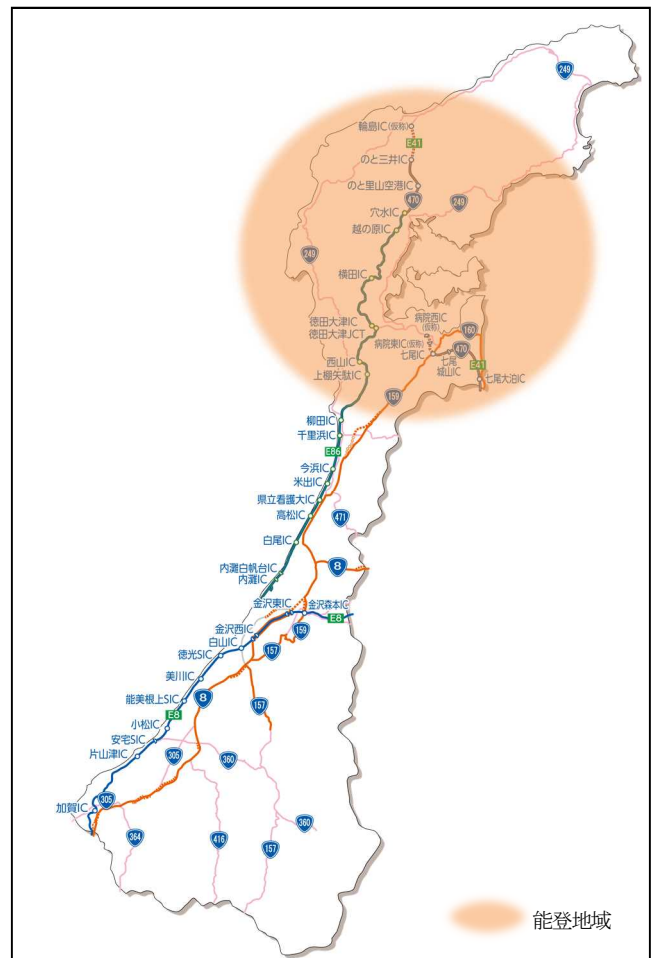 249
輪島IC(仮称)
E41
のと三井IC
のと里山空港IC
470
249
穴水IC
越の原IC
249
横田IC
徳田大津IC
徳田大津JCT
病院西IC
(仮称)
160
病院東IC(仮称)
七尾IC
470
七尾
城山IC
E41
七尾大泊IC
西山IC
上棚矢駄IC
159
柳田IC
千里浜IC
E86
今浜IC
米出IC
県立看護大IC
高松IC
471
白尾IC
8
内灘白帆台IC
内灘IC
金沢東IC
金沢森本IC
E8
金沢西IC
159
白山IC
157
徳光SIC
美川IC
能美根上SIC
8
157
E8
小松IC
安宅SIC
片山津IC
305
360
加賀IC
305
364
416
360
157
能登地域